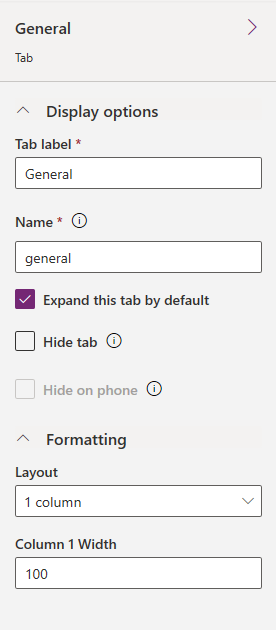 General
Tab
Display options
Tab label *
General
Name *
general
Expand this tab by default
Hide tab
Hide on phone
Formatting
Layout
1 column
Column 1 Width
100